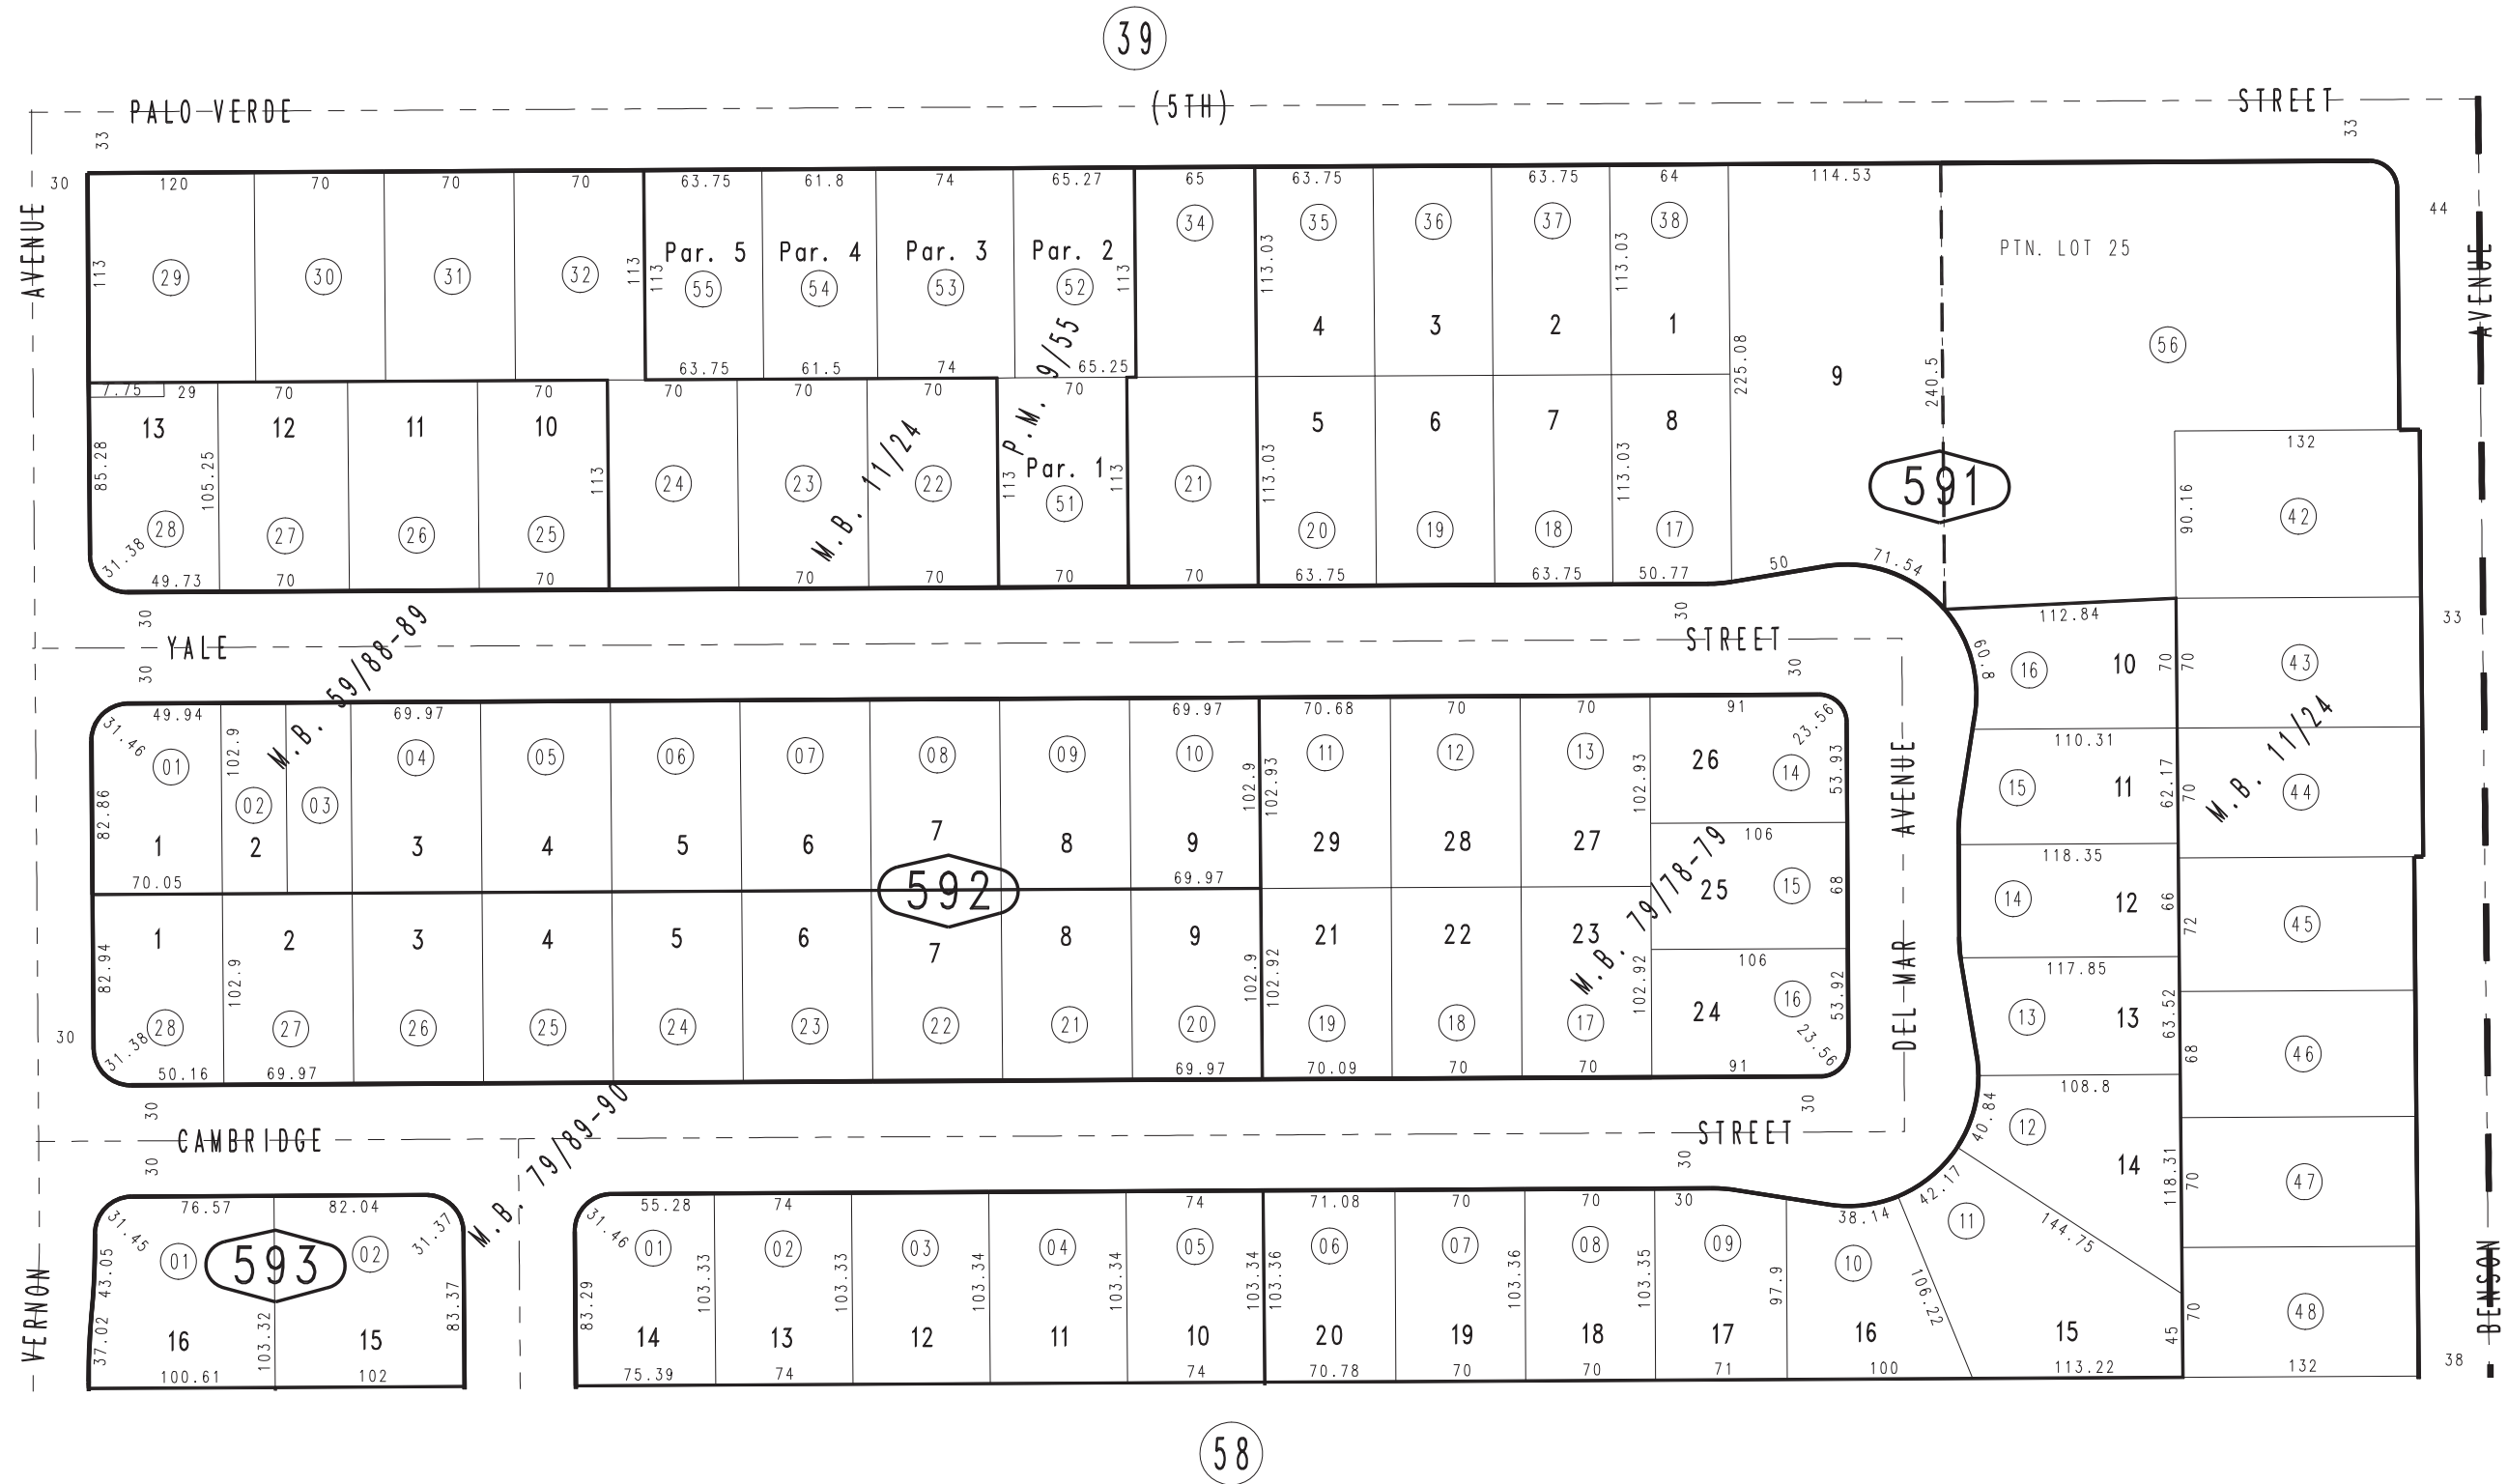 39
PALO VERDE (5TH) STREET
33 33
30 120 70 70 70 63.75 61.8 74 65.27 65 63.75 63.75 64 114.53
44
AVENUE
AVENUE
34 35 36 37 38
PTN. LOT 25
Par. 5 Par. 4 Par. 3 Par. 2
113 29 30 31 32 113 113 55 54 53 52 113 113.03 113.03
4 3 2 1
56
9/55
225.08 9 240.5
63.75 61.5 74 65.25
7.75 29 70 70 70 70 70 70
13 12 11 10 5 6 7 8
132
P.M.
M.B. 11/24
85.28 105.25 113 113 Par. 1 113 113.03 113.03
24 23 22 51 21
591
90.16 42
28 27 26 25 20 19 18 17
31.38 49.73 70 70 70 70 70 70 63.75 63.75 50.77 50 71.54
30 30
112.84
33
YALE STREET
30 30
M.B. 59/88-89
60.8 16 10 70 70 43
49.94 69.97 69.97 70.68 70 70 91
31.46 102.9 23.56
01 04 05 06 07 08 09 10 11 12 13 26 14
02 03
82.86 102.9 102.93 102.93 53.93
AVENUE
110.31
15 11 62.17 70 44
M.B. 11/24
1 2 3 4 5 6 7 8 9 29 28 27
106
118.35
70.05 69.97
592
25 15 68
14 12 66 72 45
M.B. 79/78-79
1 2 3 4 5 6 7 8 9 21 22 23
82.94 102.9 102.9 102.92 102.92
106
24 16 53.92
DEL MAR
117.85
13 13 63.52 68 46
28 27 26 25 24 23 22 21 20 19 18 17
30 31.38 50.16 69.97 69.97 70.09 70 70 91 23.56
30 30
M.B. 79/89-90
108.8
40.84 12
CAMBRIDGE STREET
30 30
14 118.31 70 47
42.17
76.57 82.04 55.28 74 74 71.08 70 70 30 38.14
31.45 31.37 31.46
11 144.75
01 593 02 01 02 03 04 05 06 07 08 09 10
43.05 83.37 83.29 103.33 103.33 103.34 103.34 103.34 103.36 103.36 103.35 97.9 106.22
VERNON
BENSON
37.02 16 103.32 15 14 13 12 11 10 20 19 18 17 16 15 45 70 48
100.61 102 75.39 74 74 70.78 70 70 71 100 113.22 132
38
58